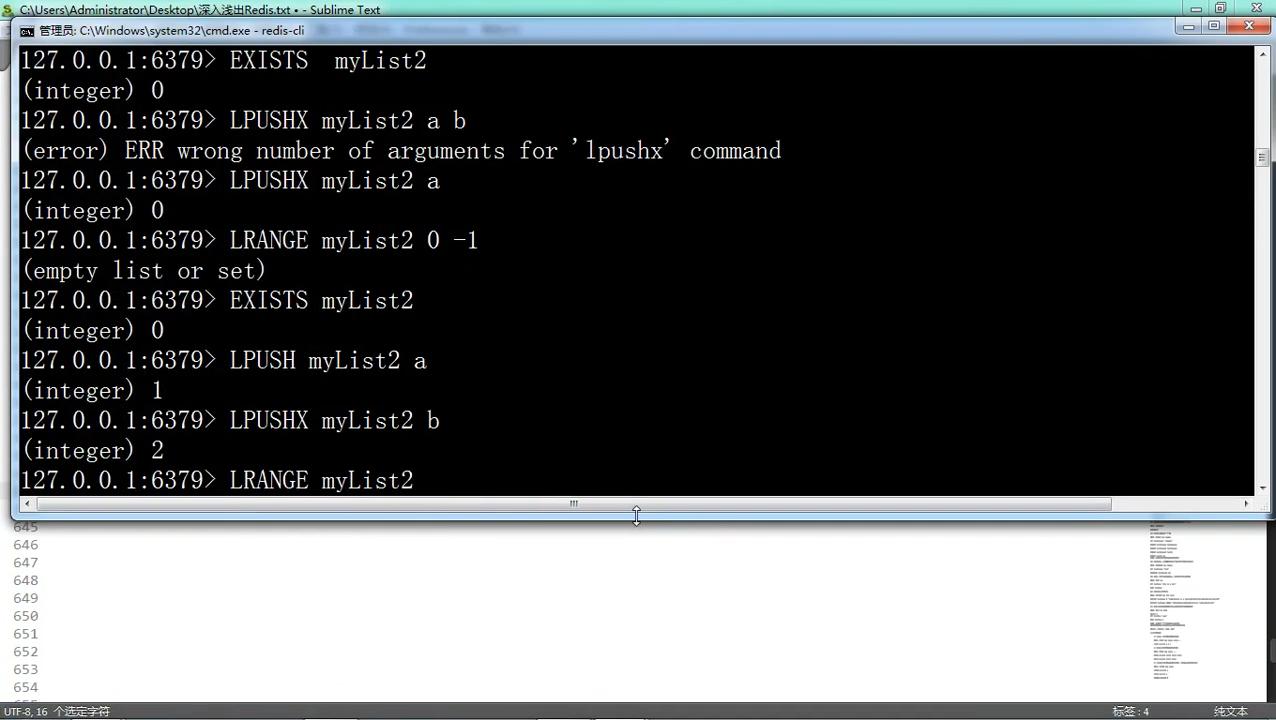 C:\Users\Administrator\Desktop\深入浅出Redis.txt • - Sublime Text
管理员: C:\Windows\system32\cmd.exe - redis-cli
127.0.0.1:6379> EXISTS  myList2
(integer) 0
127.0.0.1:6379> LPUSHX myList2 a b
(error) ERR wrong number of arguments for 'lpushx' command
127.0.0.1:6379> LPUSHX myList2 a
(integer) 0
127.0.0.1:6379> LRANGE myList2 0 -1
(empty list or set)
127.0.0.1:6379> EXISTS myList2
(integer) 0
127.0.0.1:6379> LPUSH myList2 a
(integer) 1
127.0.0.1:6379> LPUSHX myList2 b
(integer) 2
127.0.0.1:6379> LRANGE myList2
645
646
647
648
649
650
651
652
653
654
UTF-8, 16 个选定字符
标签: 4
纯文本